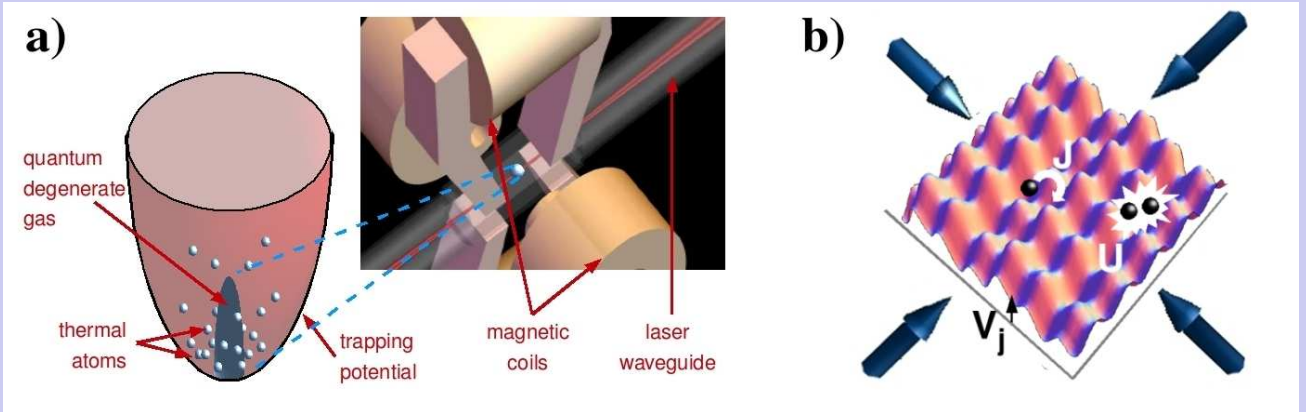 a)
quantum
degenerate
gas
thermal
atoms
trapping
potential
magnetic
coils
laser
waveguide
b)
J
U
Vj